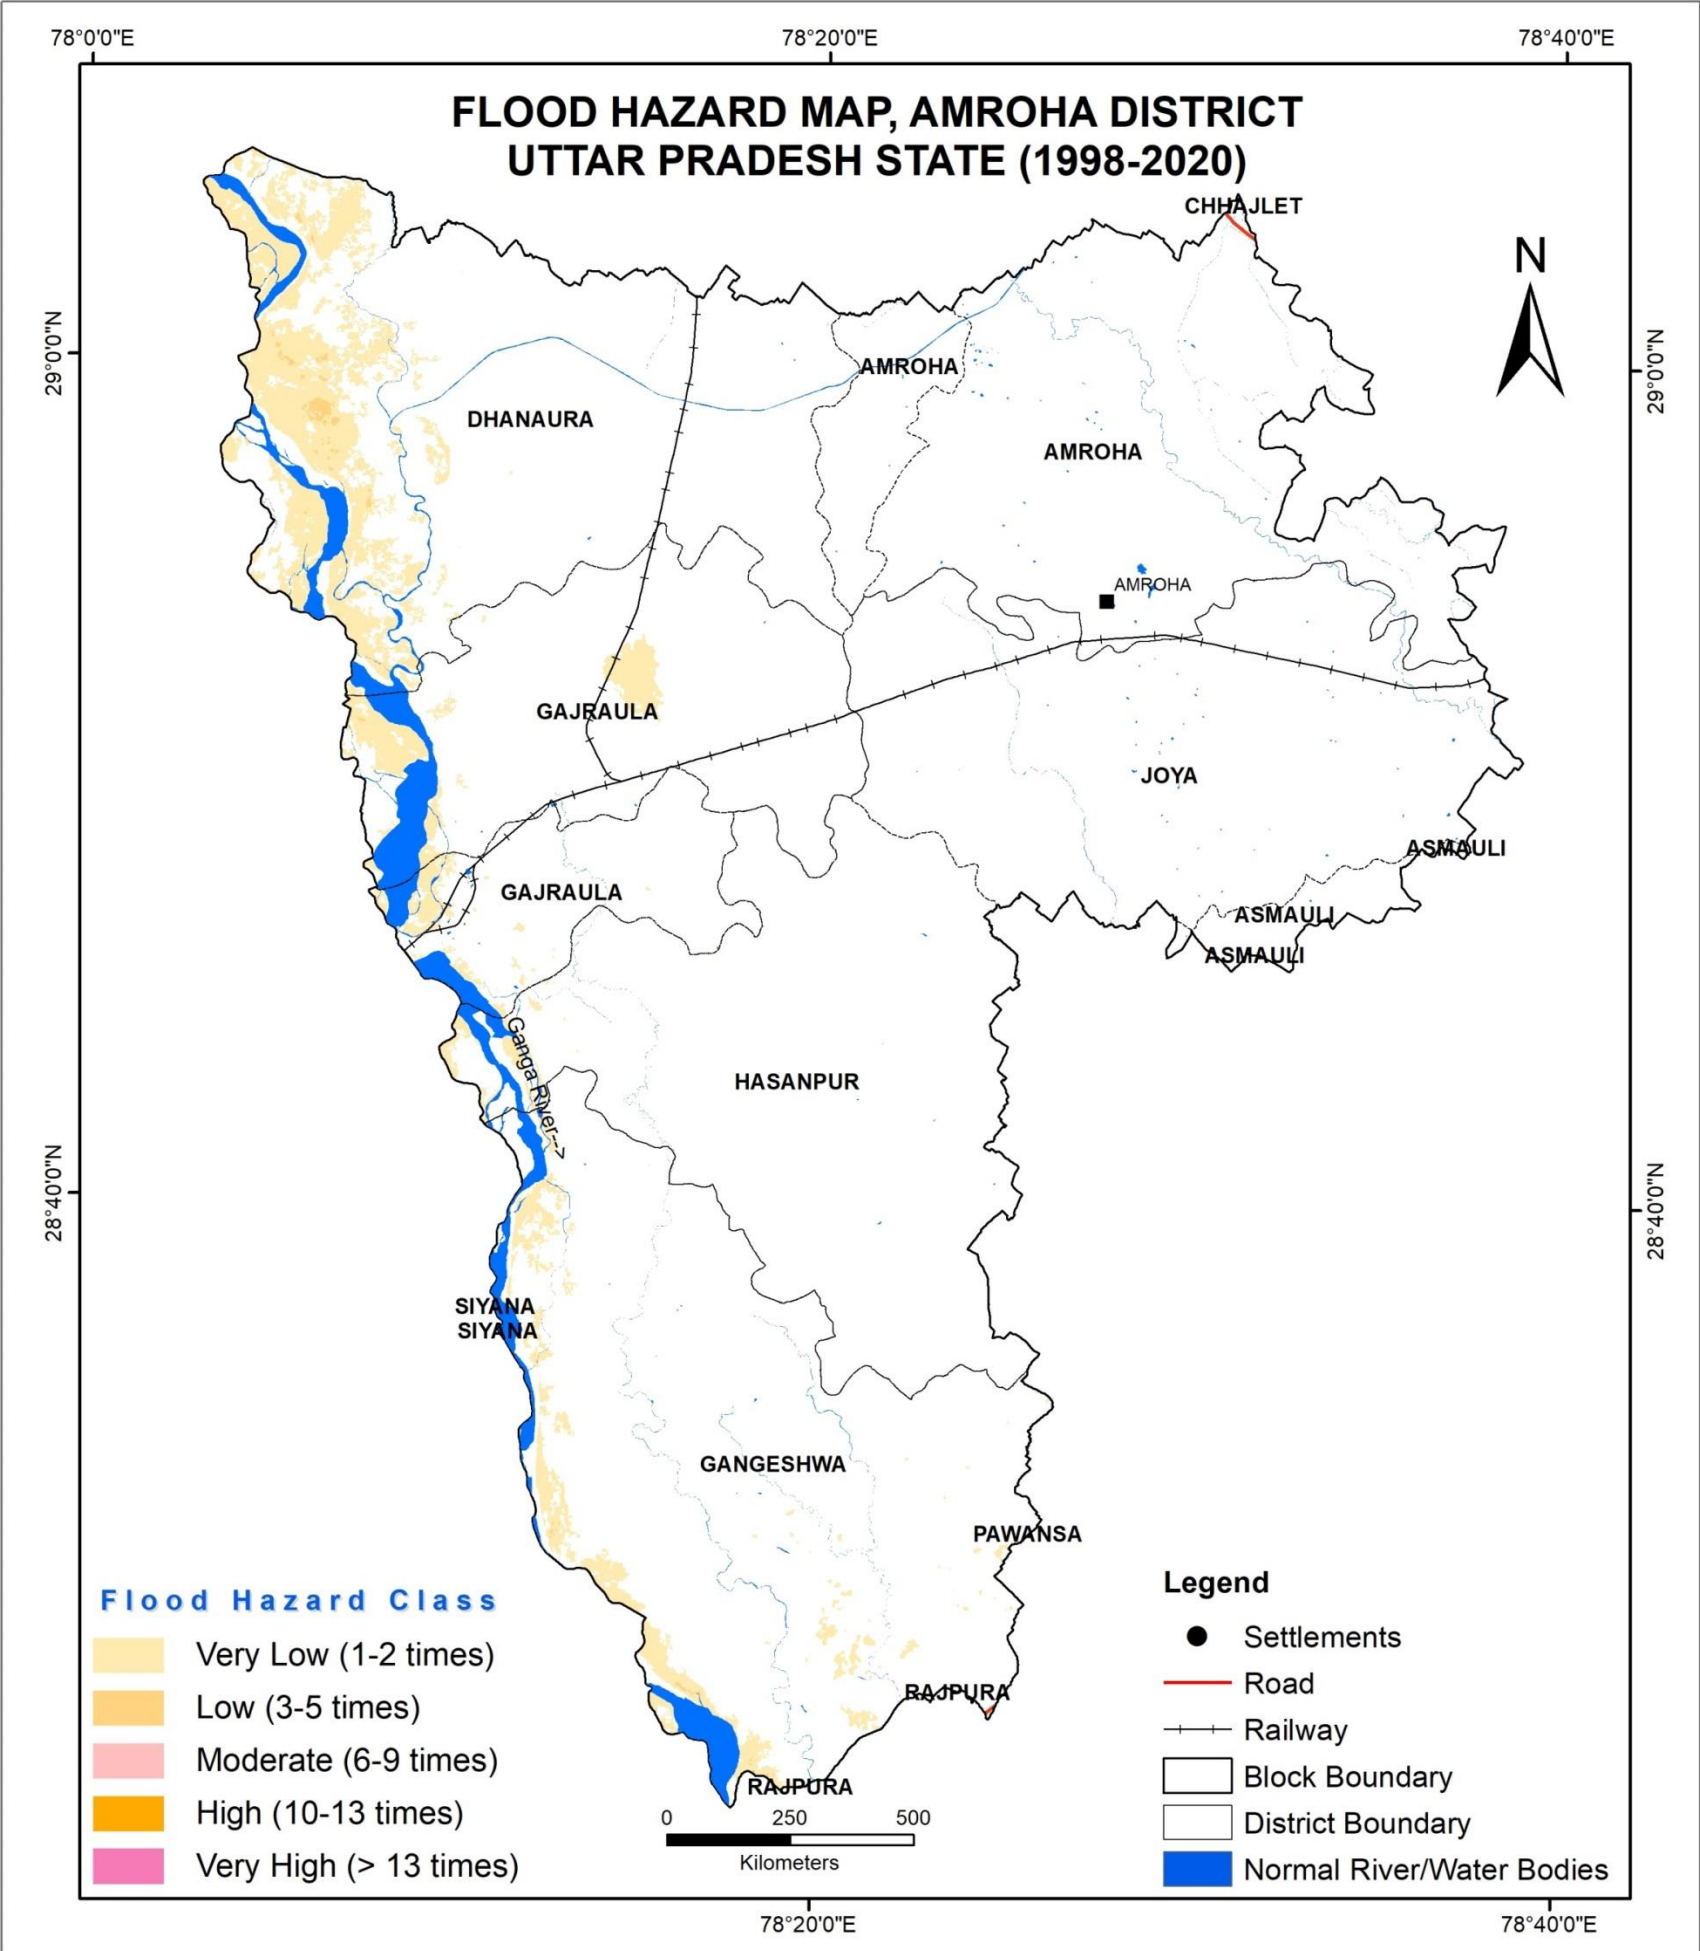 78°0'0"E
78°20'0"E
78°40'0"E
FLOOD HAZARD MAP, AMROHA DISTRICT
UTTAR PRADESH STATE (1998-2020)
CHHAJLET
N
29°0'0"N
29°0'0"N
AMROHA
DHANAURA
AMROHA
AMROHA
GAJRAULA
JOYA
ASMAULI
GAJRAULA
ASMAULI
ASMAULI
Ganga River--->
HASANPUR
28°40'0"N
28°40'0"N
SIYANA
SIYANA
GANGESHWA
PAWANSA
RAJPURA
RAJPURA
Flood Hazard Class
Very Low (1-2 times)
Low (3-5 times)
Moderate (6-9 times)
High (10-13 times)
Very High (> 13 times)
0 250 500
Kilometers
Legend
Settlements
Road
Railway
Block Boundary
District Boundary
Normal River/Water Bodies
78°20'0"E
78°40'0"E